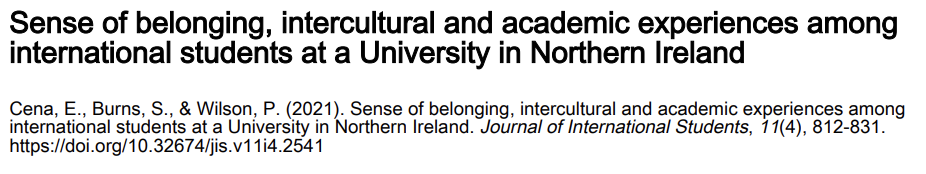 Sense of belonging, intercultural and academic experiences among
international students at a University in Northern Ireland
Cena, E., Burns, S., & Wilson, P. (2021). Sense of belonging, intercultural and academic experiences among
international students at a University in Northern Ireland. Journal of International Students, 11(4), 812-831.
https://doi.org/10.32674/jis.v11i4.2541